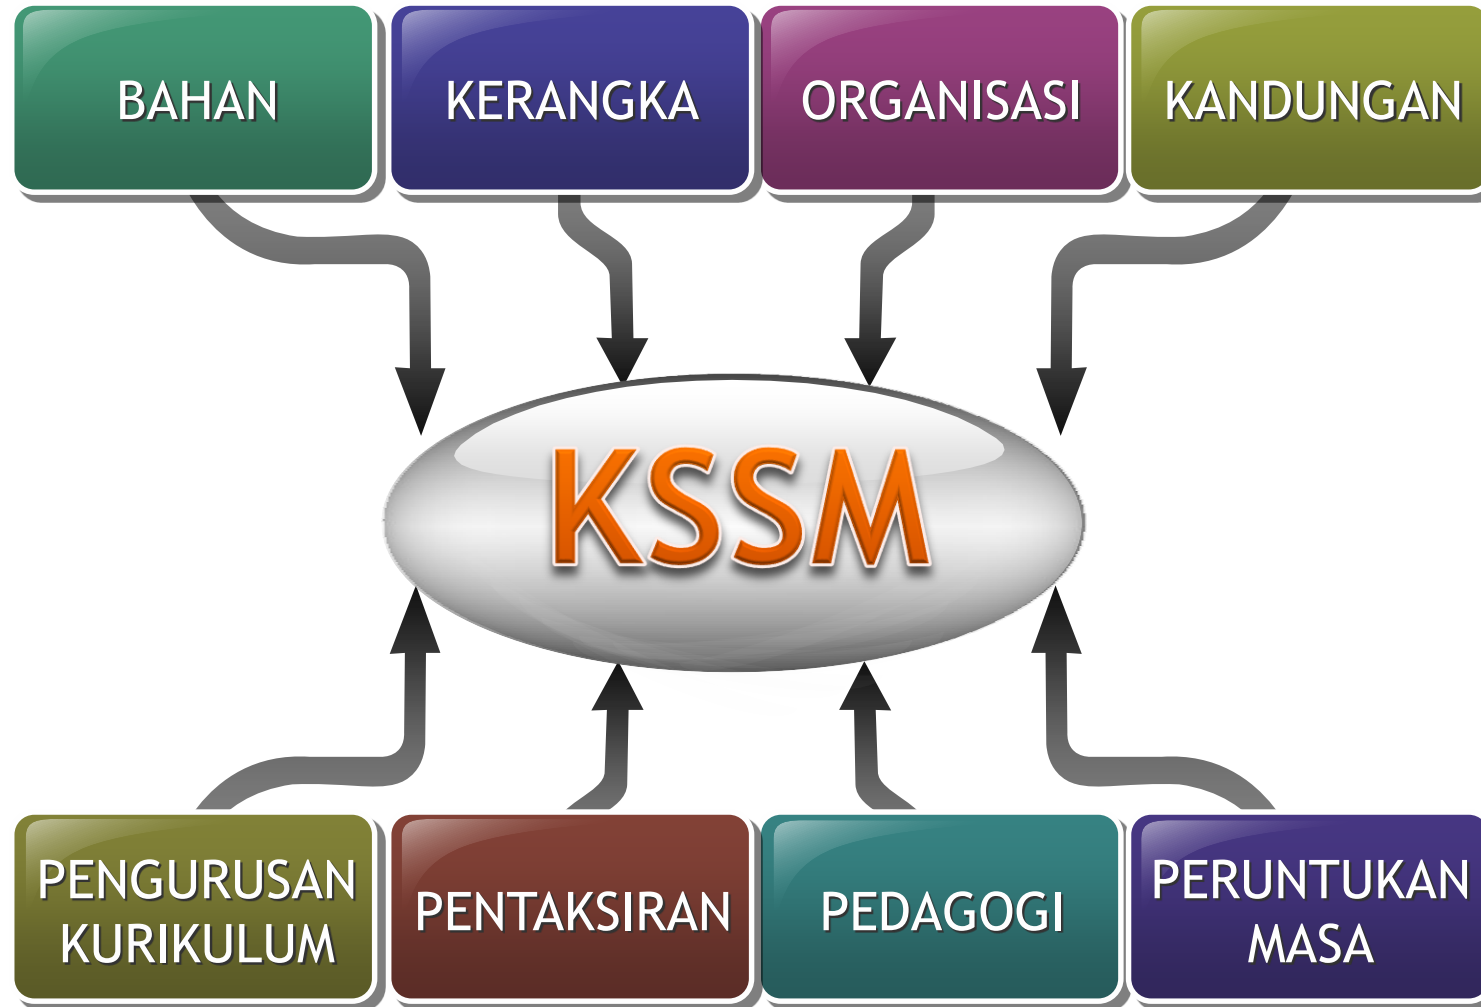 BAHAN
KERANGKA
ORGANISASI
KANDUNGAN
KSSM
PENGURUSAN
KURIKULUM
PENTAKSIRAN
PEDAGOGI
PERUNTUKAN
MASA